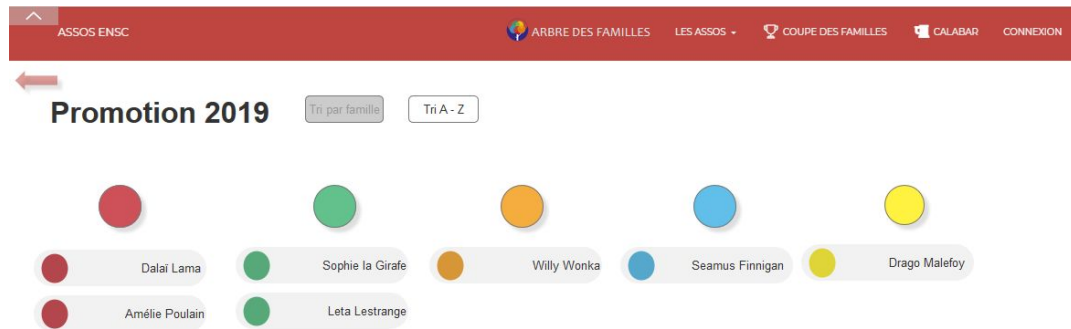 ASSOS ENSC
ARBRE DES FAMILLES
LES ASSOS
COUPE DES FAMILLES
CALABAR
CONNEXION
Promotion 2019
Tri par famille
Tri A - Z
Dalaï Lama
Sophie la Girafe
Willy Wonka
Seamus Finnigan
Drago Malefoy
Amélie Poulain
Leta Lestrange